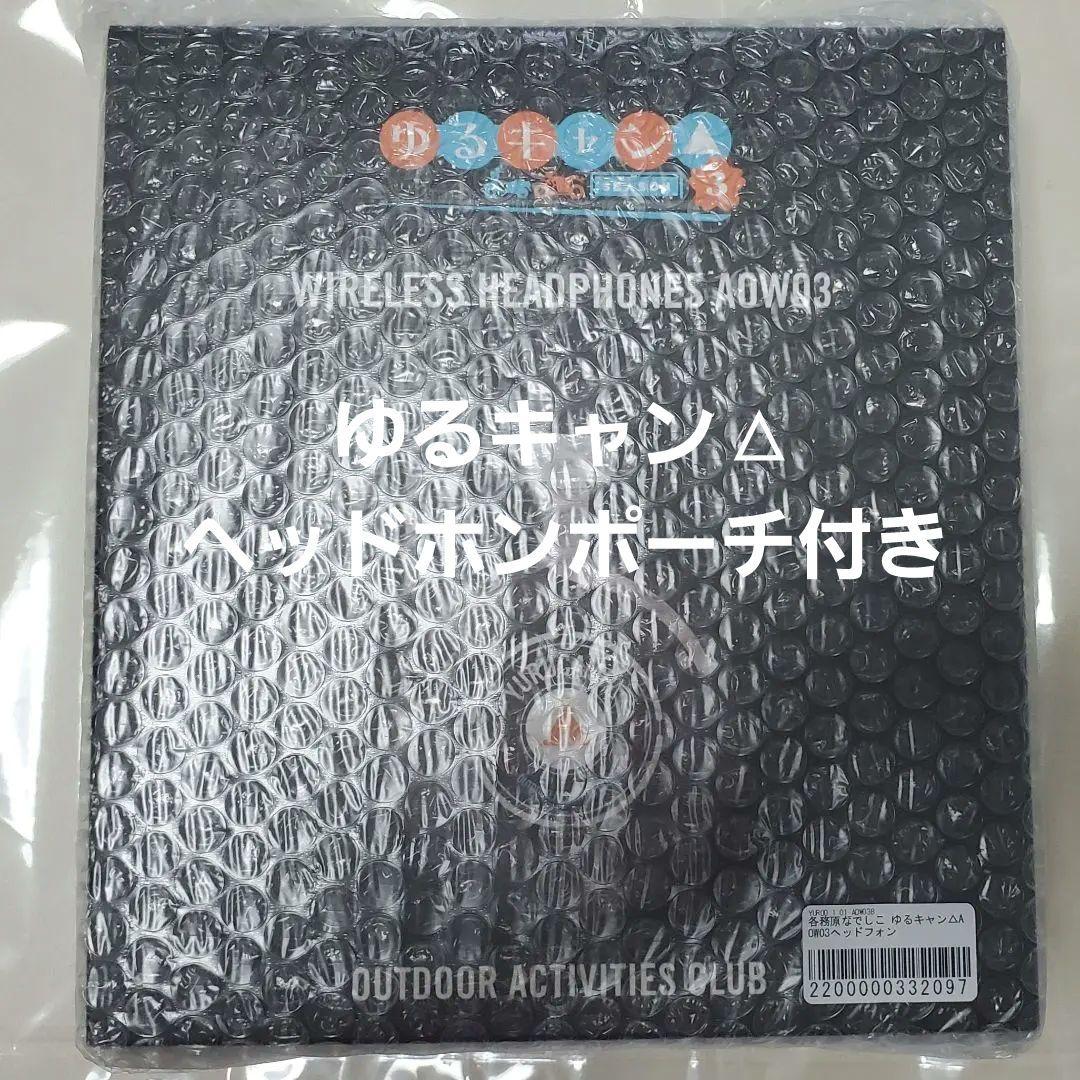 ゆるキャン△
SEASON 3
WIRELESS HEADPHONES AOW03
ゆるキャン△
ヘッドホンポーチ付き
OUTDOOR ACTIVITIES CLUB
各務原なでしこ ゆるキャン△A
OW03ヘッドフォン
2200000332097